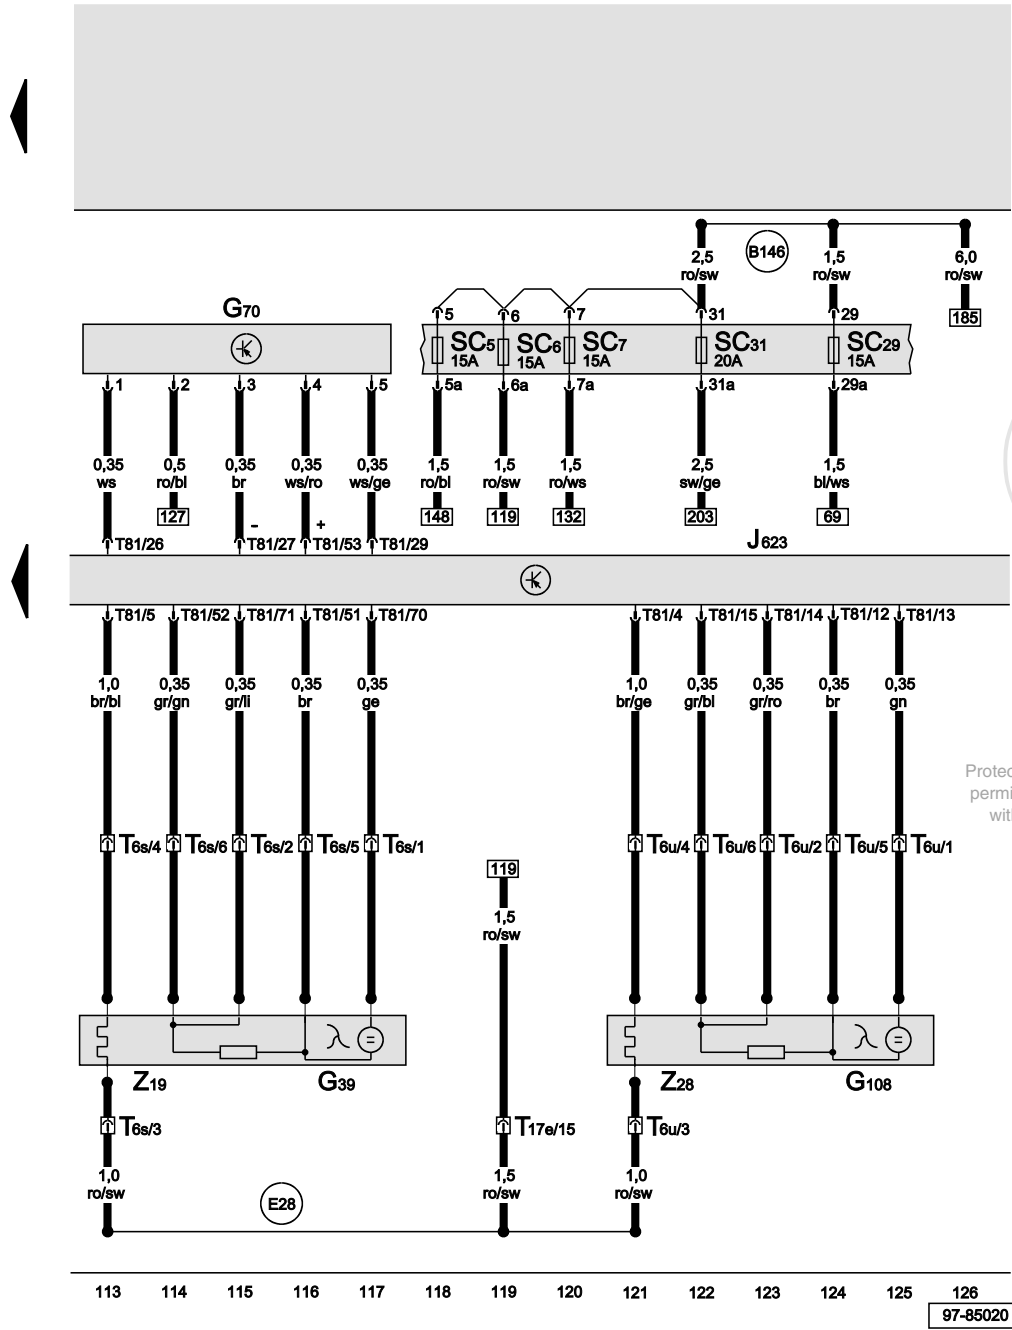 B146
2,5 1,5 6,0
ro/sw ro/sw ro/sw
185
G70
5 6 7 31 29
SC5 SC6 SC7 SC31 SC29
15A 15A 15A 20A 15A
1 2 3 4 5 5a 6a 7a 31a 29a
0,35 0,5 0,35 0,35 0,35 1,5 1,5 1,5 2,5 1,5
ws ro/bl br ws/ro ws/ge ro/bl ro/sw ro/ws sw/ge bl/ws
127 148 119 132 203 69
- +
T81/26 T81/27 T81/53 T81/29 J623
T81/5 T81/52 T81/71 T81/51 T81/70 T81/4 T81/15 T81/14 T81/12 T81/13
1,0 0,35 0,35 0,35 0,35 1,0 0,35 0,35 0,35 0,35
br/bl gr/gn gr/li br ge br/ge gr/bl gr/ro br gn
Protec
permi
wit
T6s/4 T6s/6 T6s/2 T6s/5 T6s/1 T6u/4 T6u/6 T6u/2 T6u/5 T6u/1
119
1,5
ro/sw
Z19 G39 Z28 G108
T6s/3 T17e/15 T6u/3
1,0 1,5 1,0
ro/sw ro/sw ro/sw
E28
113 114 115 116 117 118 119 120 121 122 123 124 125 126
97-85020